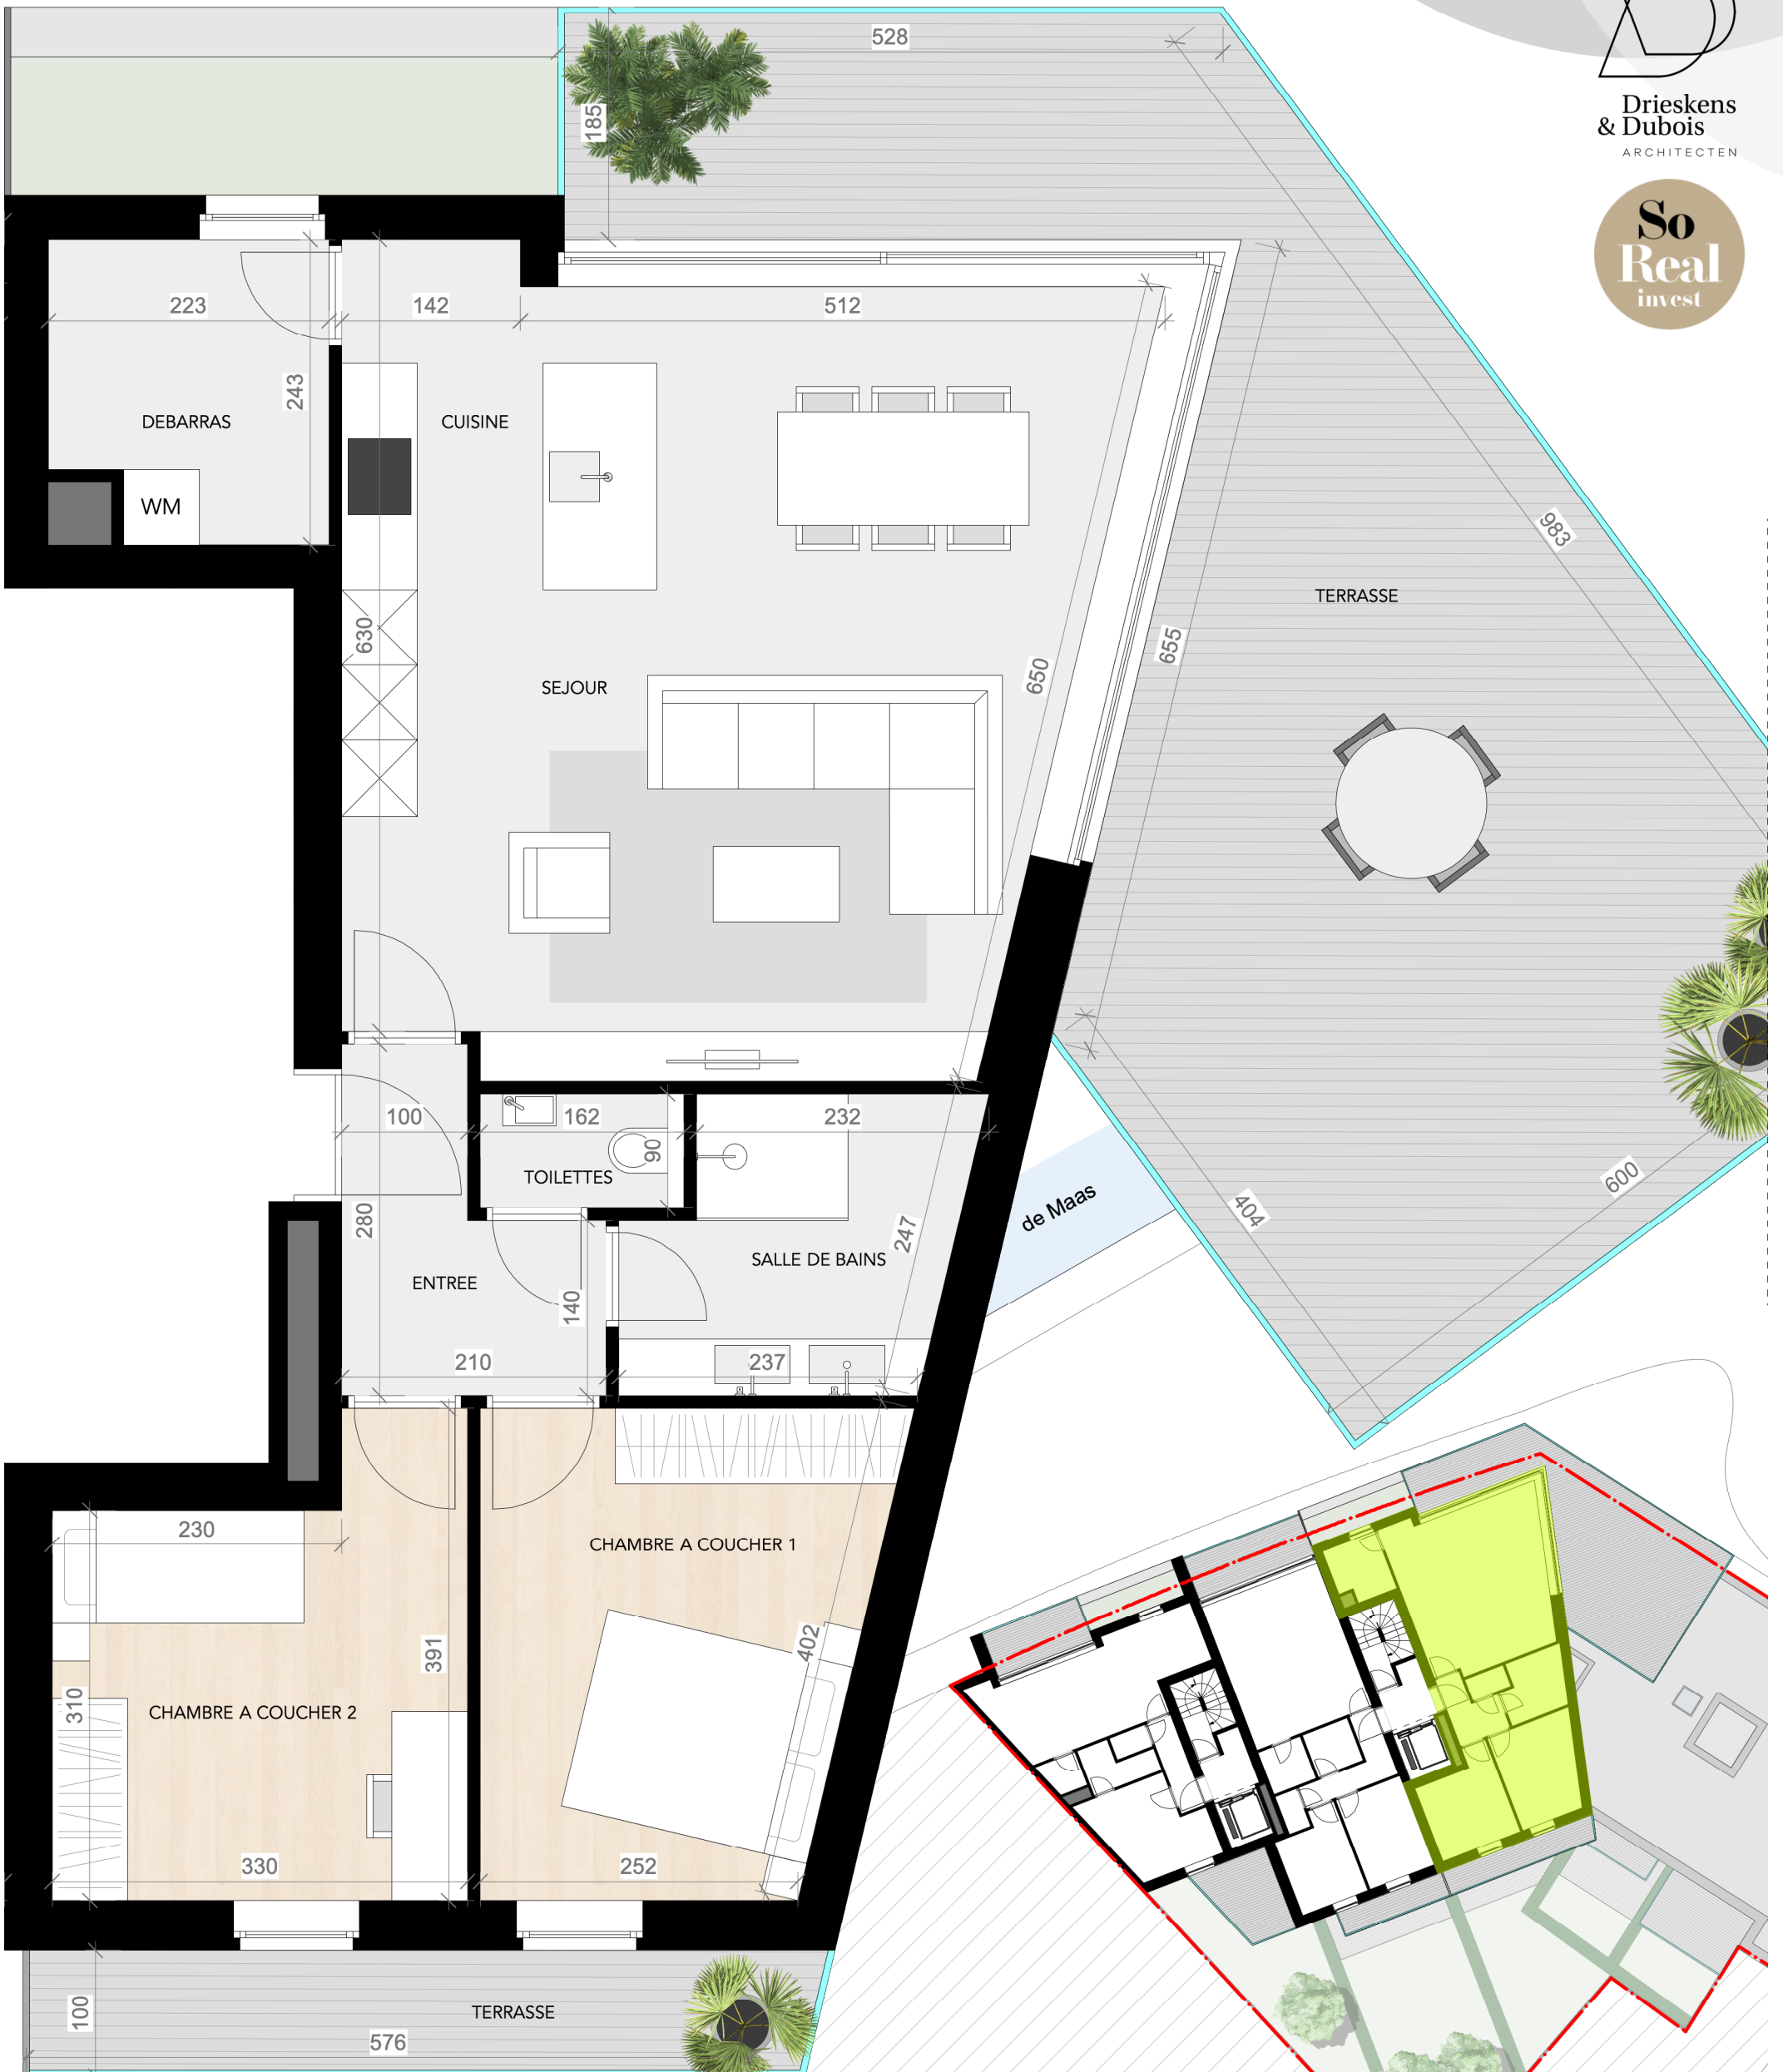 528
185
Drieskens
& Dubois
ARCHITECTEN
So
Real
invest
223
142
512
243
DEBARRAS
CUISINE
WM
983
TERRASSE
630
655
650
SEJOUR
100
162
232
90
TOILETTES
600
de Maas
404
280
247
SALLE DE BAINS
ENTREE
140
210
237
230
CHAMBRE A COUCHER 1
402
391
310
CHAMBRE A COUCHER 2
330
252
100
TERRASSE
576